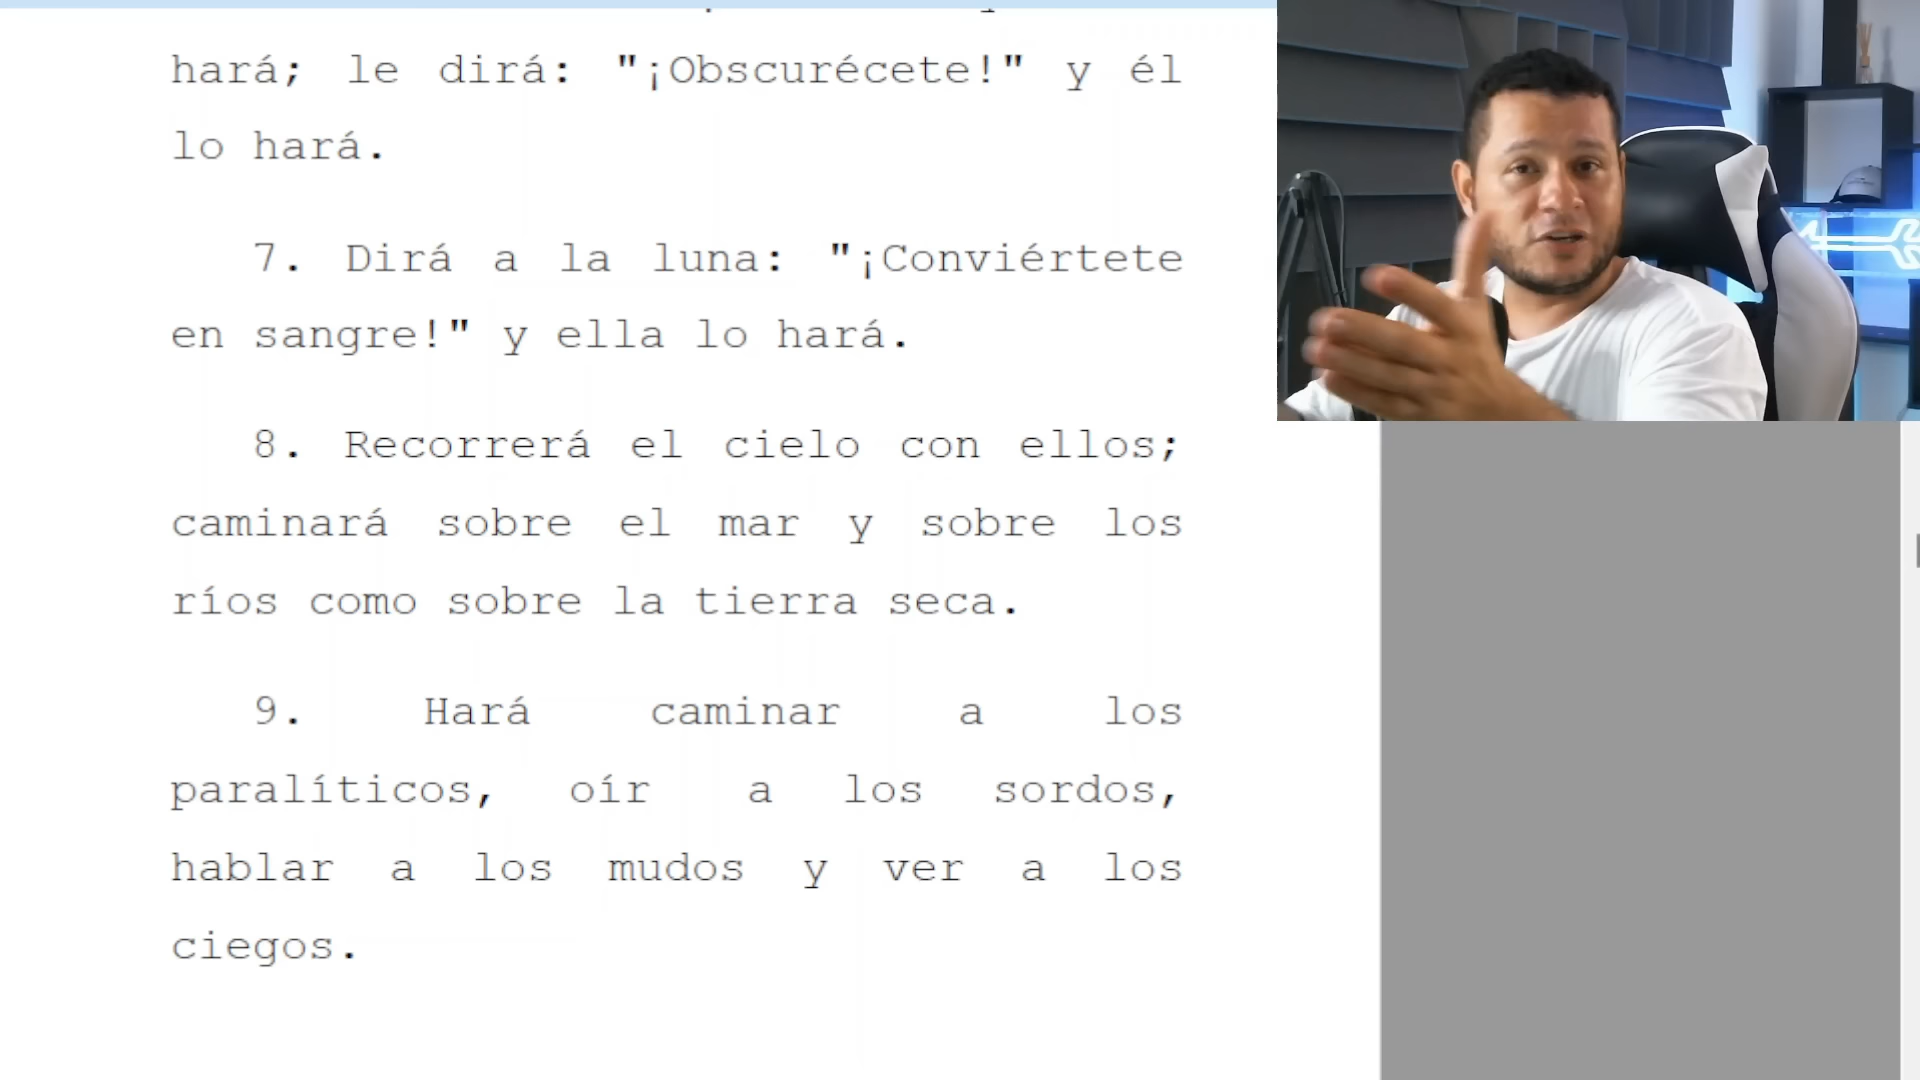 hará; le dirá: "¡Obscurécete!" y él
lo hará.
7. Dirá a la luna: "¡Conviértete
en sangre!" y ella lo hará.
8. Recorrerá el cielo con ellos;
caminará sobre el mar y sobre los
ríos como sobre la tierra seca.
9. Hará caminar a los
paralíticos, oír a los sordos,
hablar a los mudos y ver a los
ciegos.